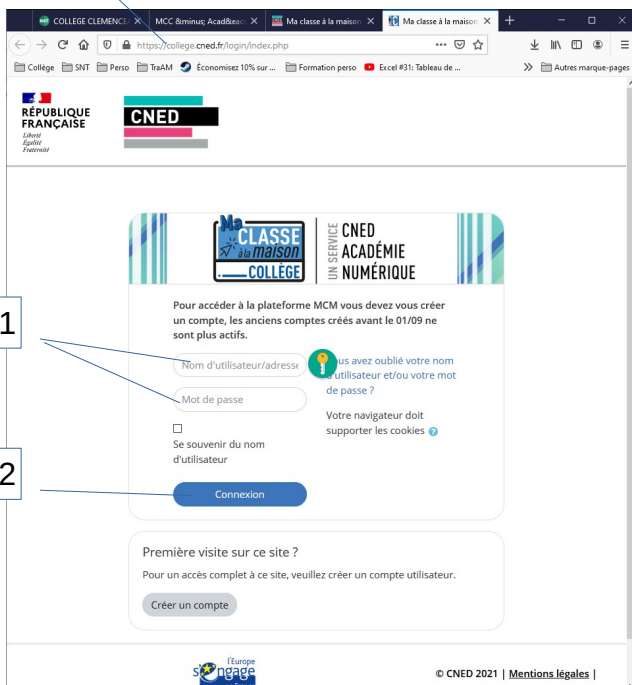 COLLEGE CLEMENCEA
MCC &minus; Acad&eacu
Ma classe à la maison
Ma classe à la maison
https://college.cned.fr/login/index.php
Collège SNT Perso TraAM Économisez 10% sur ... Formation perso Excel #31: Tableau de ... Autres marque-pages
RÉPUBLIQUE
FRANÇAISE
Liberté
Égalité
Fraternité
CNED
Ma
CLASSE
à la maison
COLLÈGE
UN SERVICE
CNED
ACADÉMIE
NUMÉRIQUE
Pour accéder à la plateforme MCM vous devez vous créer
un compte, les anciens comptes créés avant le 01/09 ne
sont plus actifs.
1
Nom d'utilisateur/adresse
Mot de passe
us avez oublié votre nom
utilisateur et/ou votre mot
de passe ?
Votre navigateur doit
supporter les cookies
Se souvenir du nom
d'utilisateur
2
Connexion
Première visite sur ce site ?
Pour un accès complet à ce site, veuillez créer un compte utilisateur.
Créer un compte
l'Europe
s'engage
© CNED 2021 | Mentions légales |